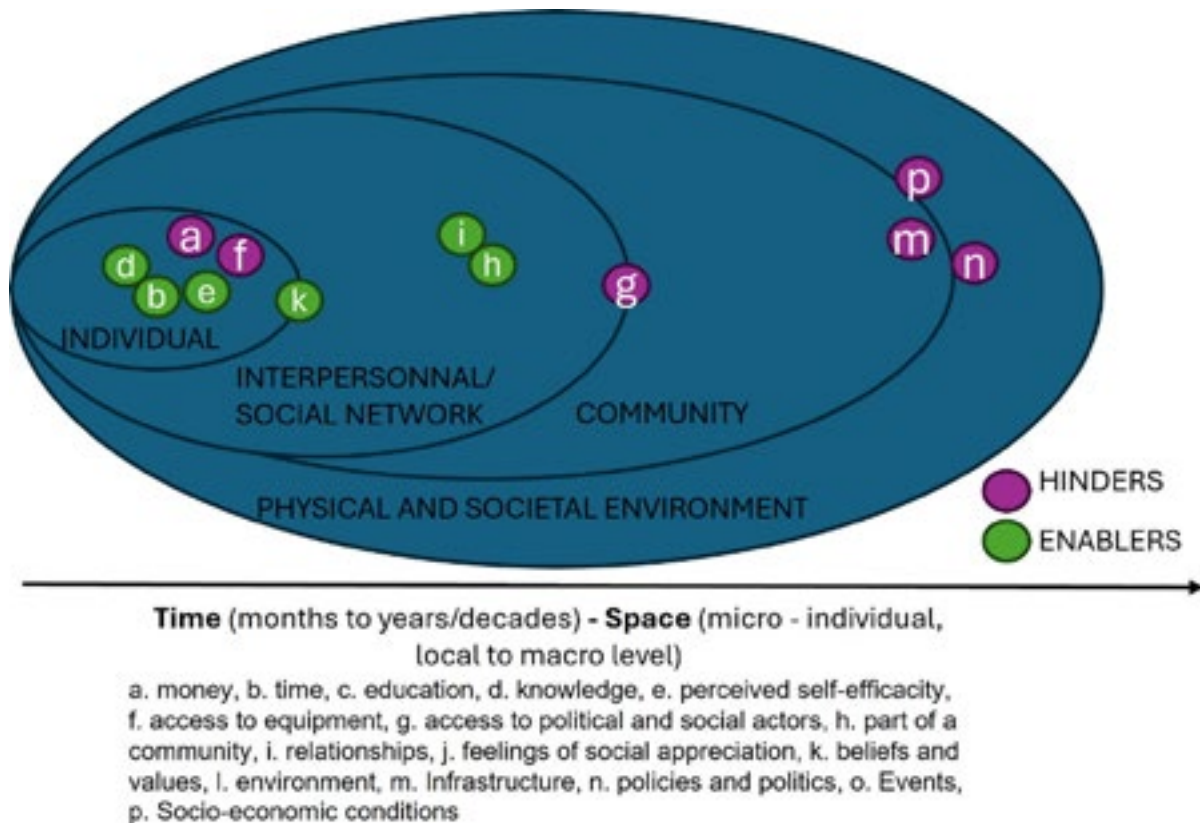 p
a
i
f
m
d
h
n
b
e
k
g
INDIVIDUAL
INTERPERSONNAL/
SOCIAL NETWORK
COMMUNITY
HINDERS
PHYSICAL AND SOCIETAL ENVIRONMENT
ENABLERS
Time (months to years/decades) - Space (micro - individual,
local to macro level)
a. money, b. time, c. education, d. knowledge, e. perceived self-efficacy,
f. access to equipment, g. access to political and social actors, h. part of a
community, i. relationships, j. feelings of social appreciation, k. beliefs and
values, l. environment, m. Infrastructure, n. policies and politics, o. Events,
p. Socio-economic conditions